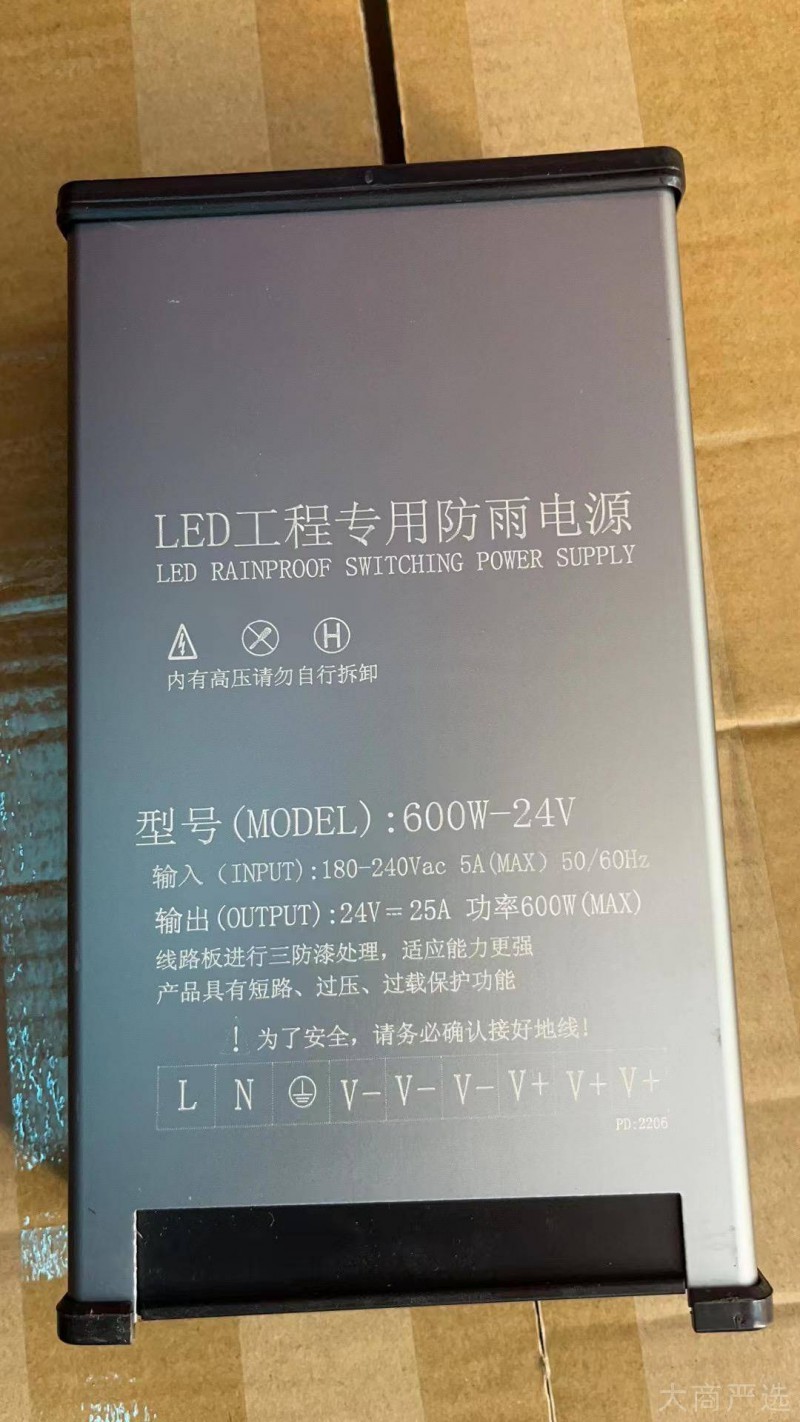 LED工程专用防雨电源
LED RAINPROOF SWITCHING POWER SUPPLY
内有高压请勿自行拆卸
型号(MODEL):600W-24V
输入（INPUT):180-240Vac 5A(MAX）50/60Hz
输出(OUTPUT):24V=25A 功率600W(MAX)
线路板进行三防漆处理，适应能力更强
产品具有短路、过压、过载保护功能
！为了安全，请务必确认接好地线!
L N V- V- V- V+ V+ V+
PD:2206
大商严选